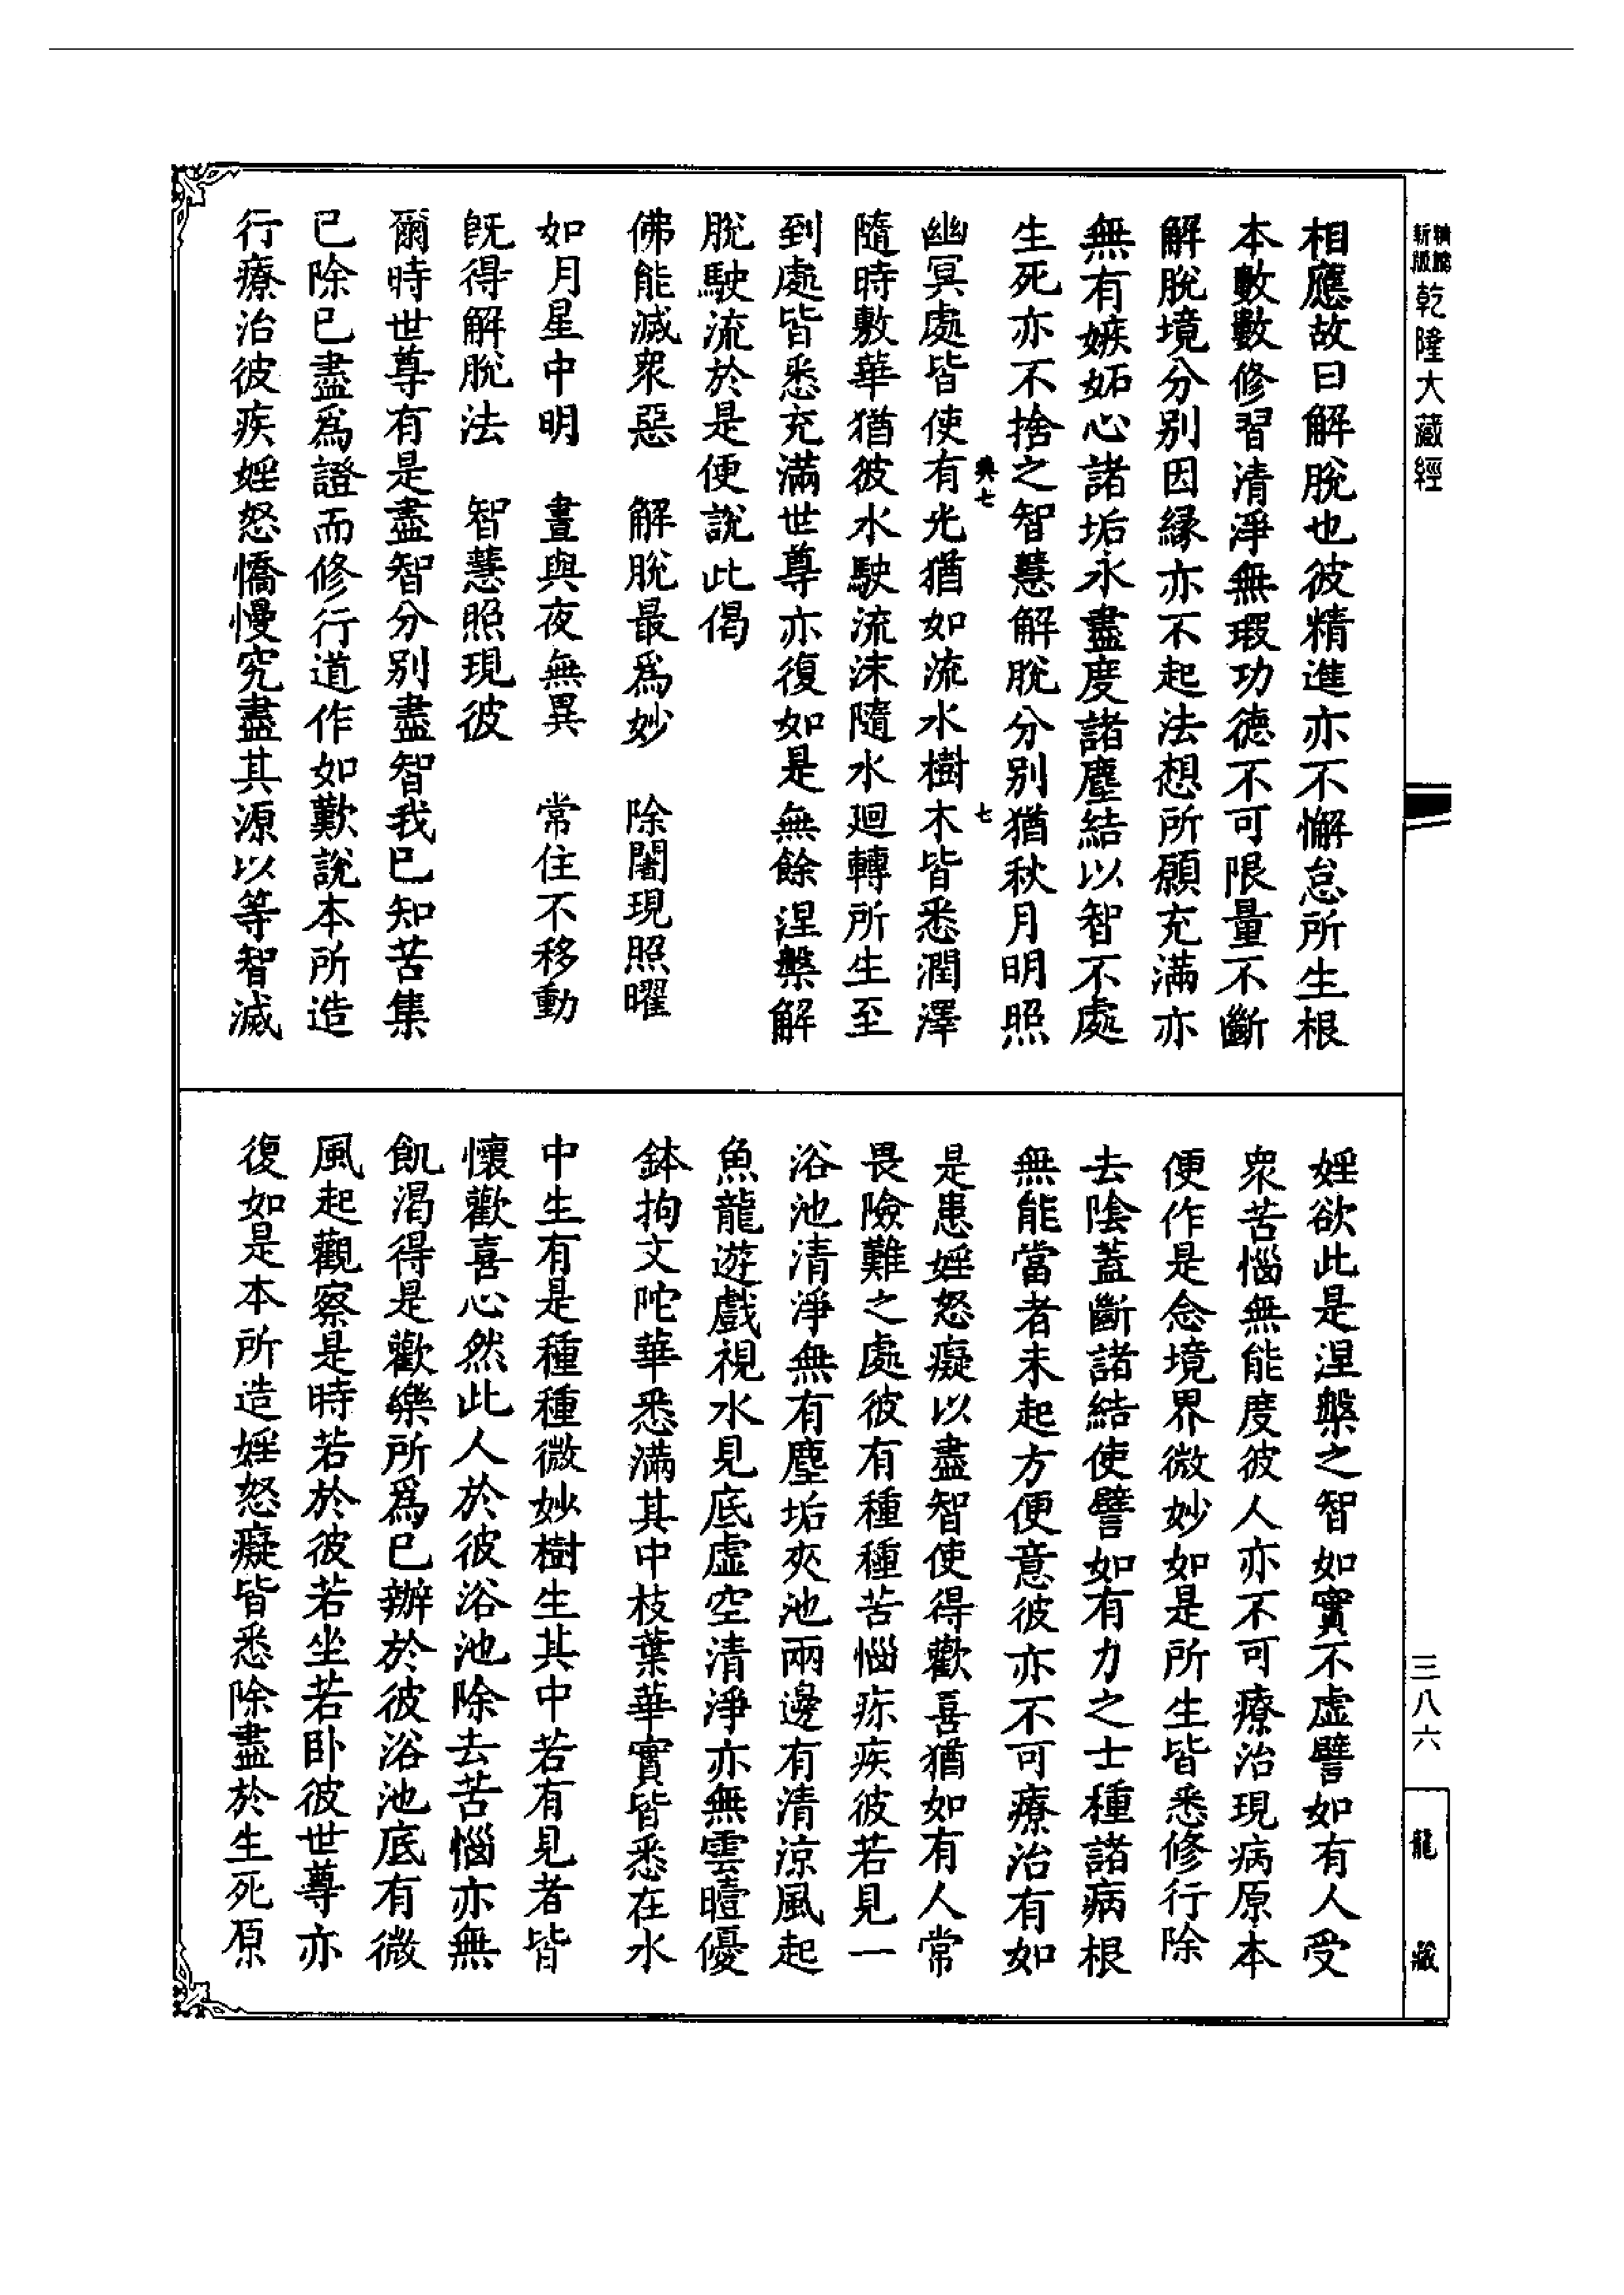 精縮
新版
乾隆大藏經
相應故曰解脫也彼精進亦不懈怠所生根
本數數修習清淨無瑕功德不可限量不斷
解脫境分別因緣亦不起法想所願充滿亦
無有嫉妬心諸垢永盡度諸塵結以智不處
生死亦不捨之智慧解脫分別猶秋月明照
典七
七
幽冥處皆使有光猶如流水樹木皆悉潤澤
隨時敷華猶彼水駛流沫隨水迴轉所生至
到處皆悉充滿世尊亦復如是無餘涅槃解
脫駛流於是便說此偈
佛能滅衆惡　解脫最爲妙　除闇現照曜
如月星中明　晝與夜無異　常住不移動
旣得解脫法　智慧照現彼
爾時世尊有是盡智分別盡智我已知苦集
已除已盡爲證而修行道作如歎說本所造
行療治彼疾婬怒憍慢究盡其源以等智滅
婬欲此是涅槃之智如實不虛譬如有人受
衆苦惱無能度彼人亦不可療治現病原本
便作是念境界微妙如是所生皆悉修行除
去陰蓋斷諸結使譬如有力之士種諸病根
無能當者未起方便意彼亦不可療治有如
是患婬怒癡以盡智使得歡喜猶如有人常
畏險難之處彼有種種苦惱疢疾彼若見一
浴池清淨無有塵垢夾池兩邊有清涼風起
魚龍遊戲視水見底虛空清淨亦無雲曀優
鉢拘文陀華悉滿其中枝葉華實皆悉在水
中生有是種種微妙樹生其中若有見者皆
懷歡喜心然此人於彼浴池除去苦惱亦無
飢渴得是歡樂所爲已辦於彼浴池底有微
風起觀察是時若於彼若坐若臥彼世尊亦
復如是本所造婬怒癡皆悉除盡於生死原
三八六
龍藏